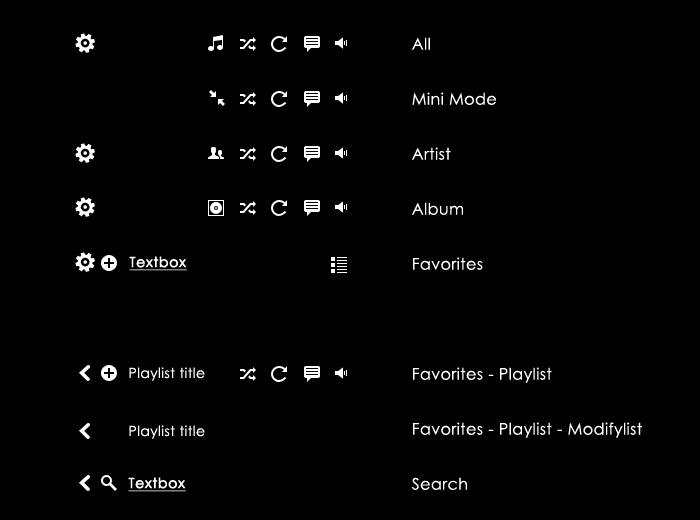 All
Mini Mode
Artist
Album
Textbox Favorites
Playlist title Favorites - Playlist
Playlist title Favorites - Playlist - Modifylist
Textbox Search